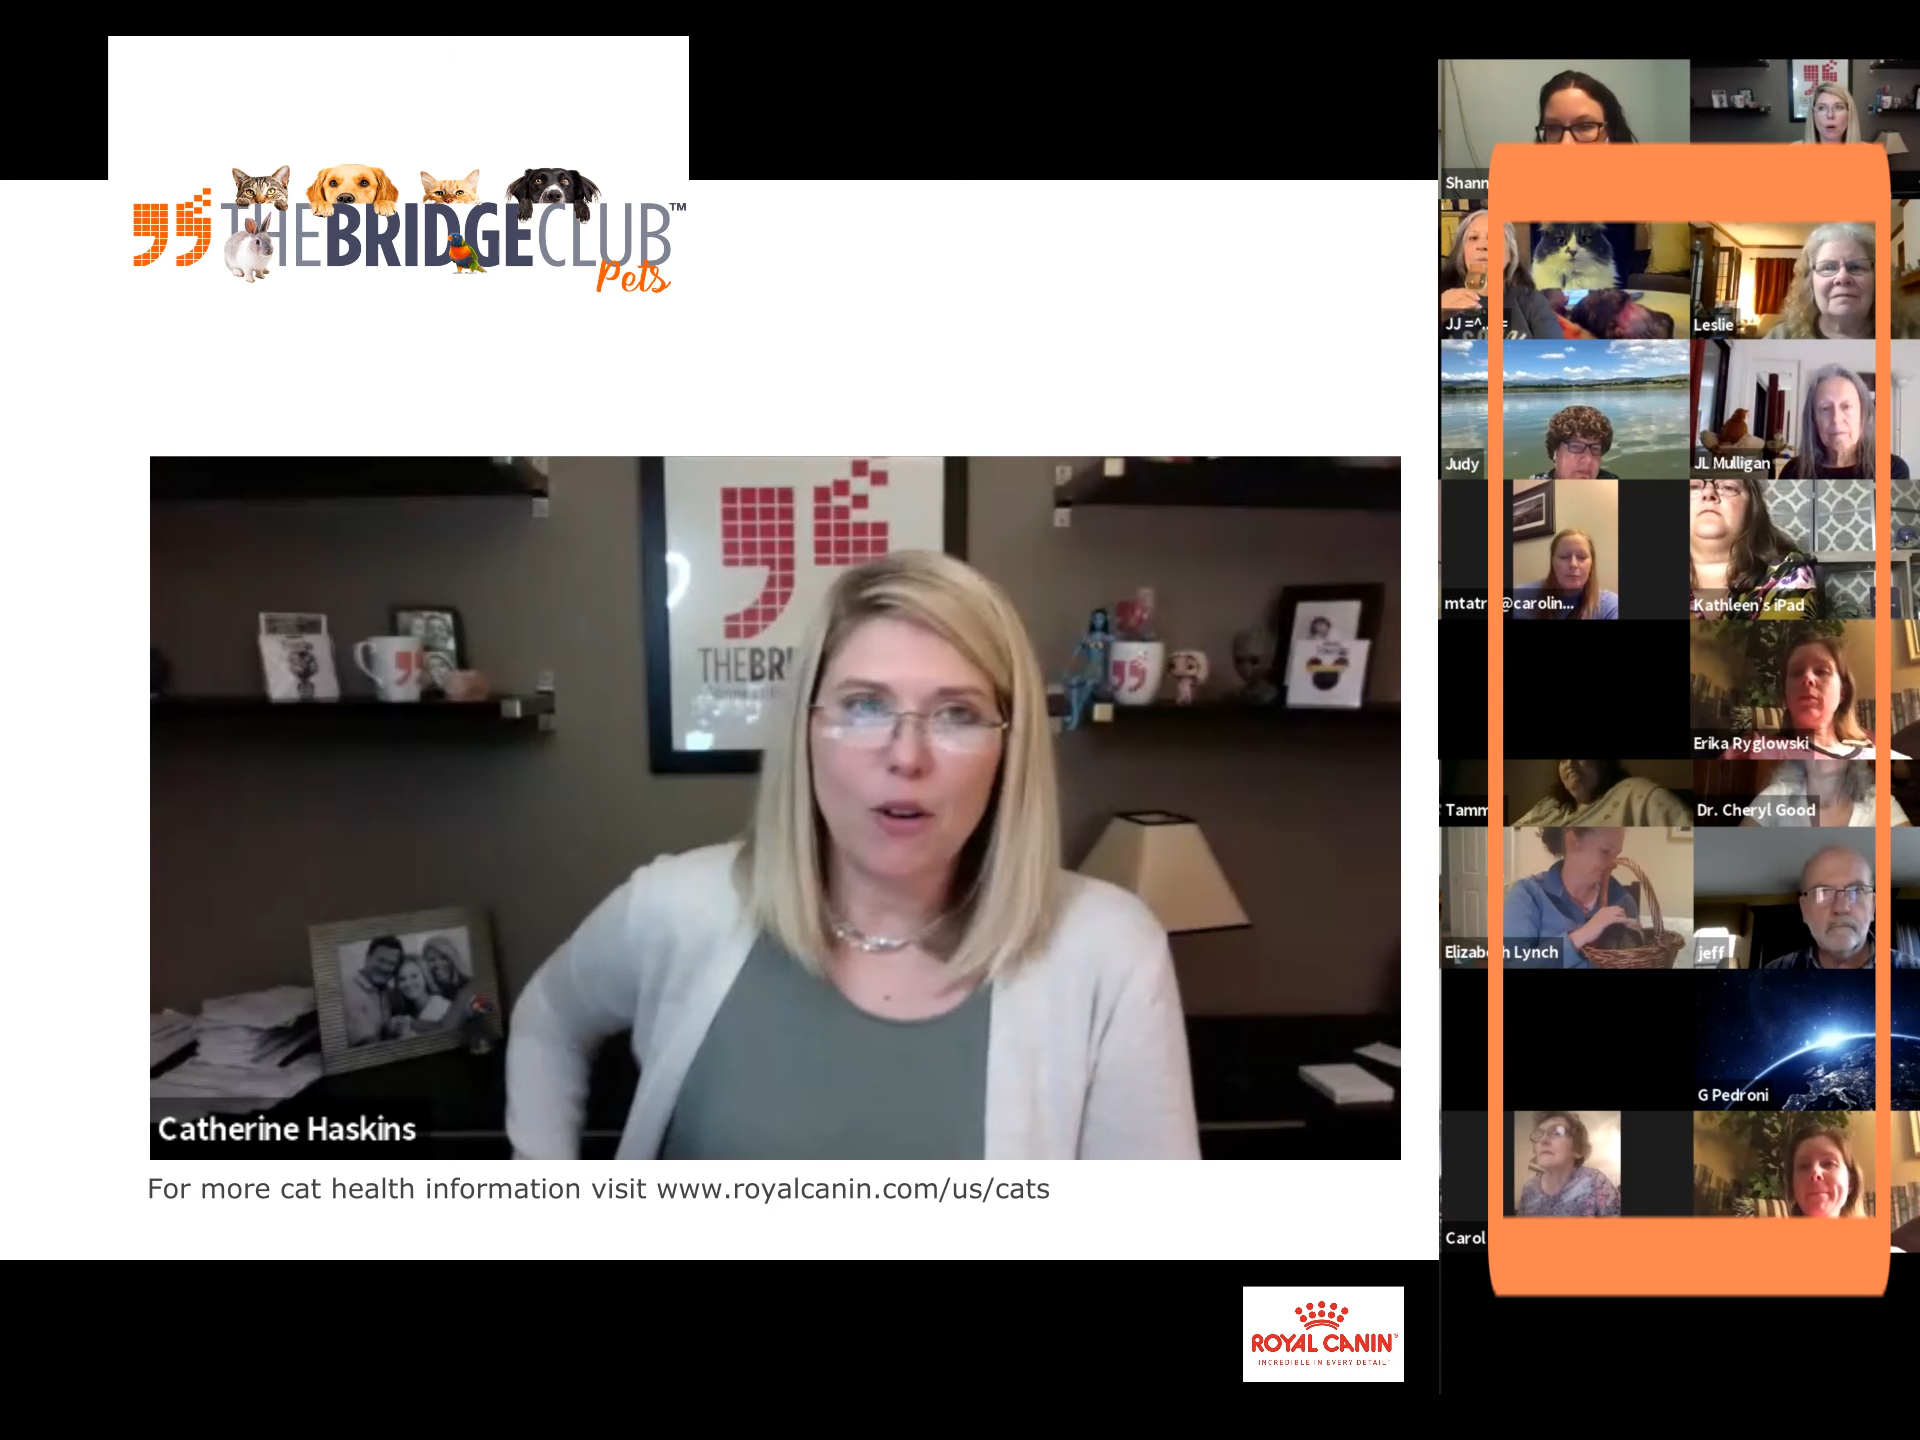 THEBRIDGECLUB™
Pets
THEBRI
Catherine Haskins
For more cat health information visit www.royalcanin.com/us/cats
ROYAL CANIN
INCREDIBLE IN EVERY DETAIL
Shann
JJ =^..^=
Leslie
Judy
JL Mulligan
@carolin...
Kathleen's iPad
Erika Ryglowski
Tamm
Dr. Cheryl Good
Elizabeth Lynch
jeff
G Pedroni
Carol